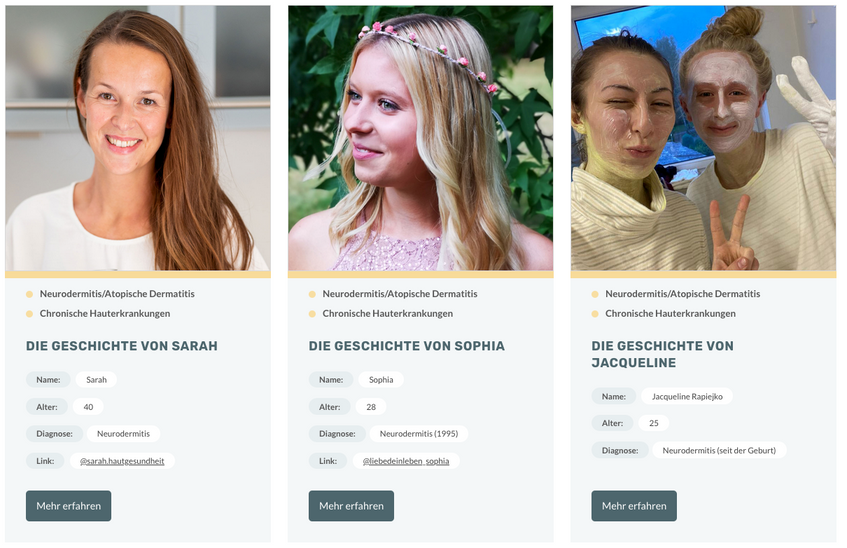 Neurodermitis/Atopische Dermatitis
Chronische Hauterkrankungen
DIE GESCHICHTE VON SARAH
Name: Sarah
Alter: 40
Diagnose: Neurodermitis
Link: @sarah.hautgesundheit
Mehr erfahren
Neurodermitis/Atopische Dermatitis
Chronische Hauterkrankungen
DIE GESCHICHTE VON SOPHIA
Name: Sophia
Alter: 28
Diagnose: Neurodermitis (1995)
Link: @liebedeinleben_sophia
Mehr erfahren
Neurodermitis/Atopische Dermatitis
Chronische Hauterkrankungen
DIE GESCHICHTE VON
JACQUELINE
Name: Jacqueline Rapiejko
Alter: 25
Diagnose: Neurodermitis (seit der Geburt)
Mehr erfahren